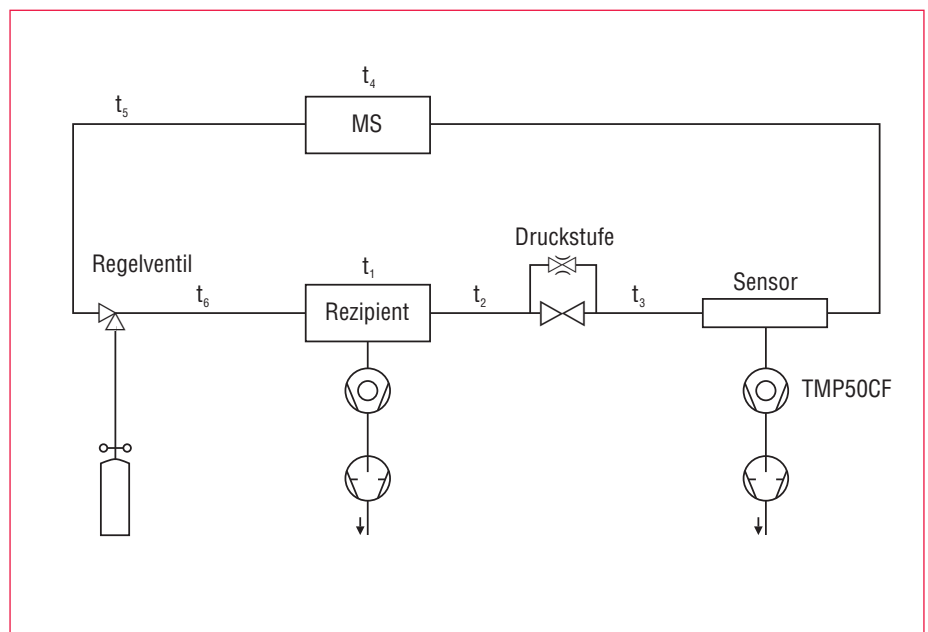 t₄
t₅
MS
Druckstufe
Regelventil
t₁
Sensor
t₆
t₂
t₃
Rezipient
TMP50CF